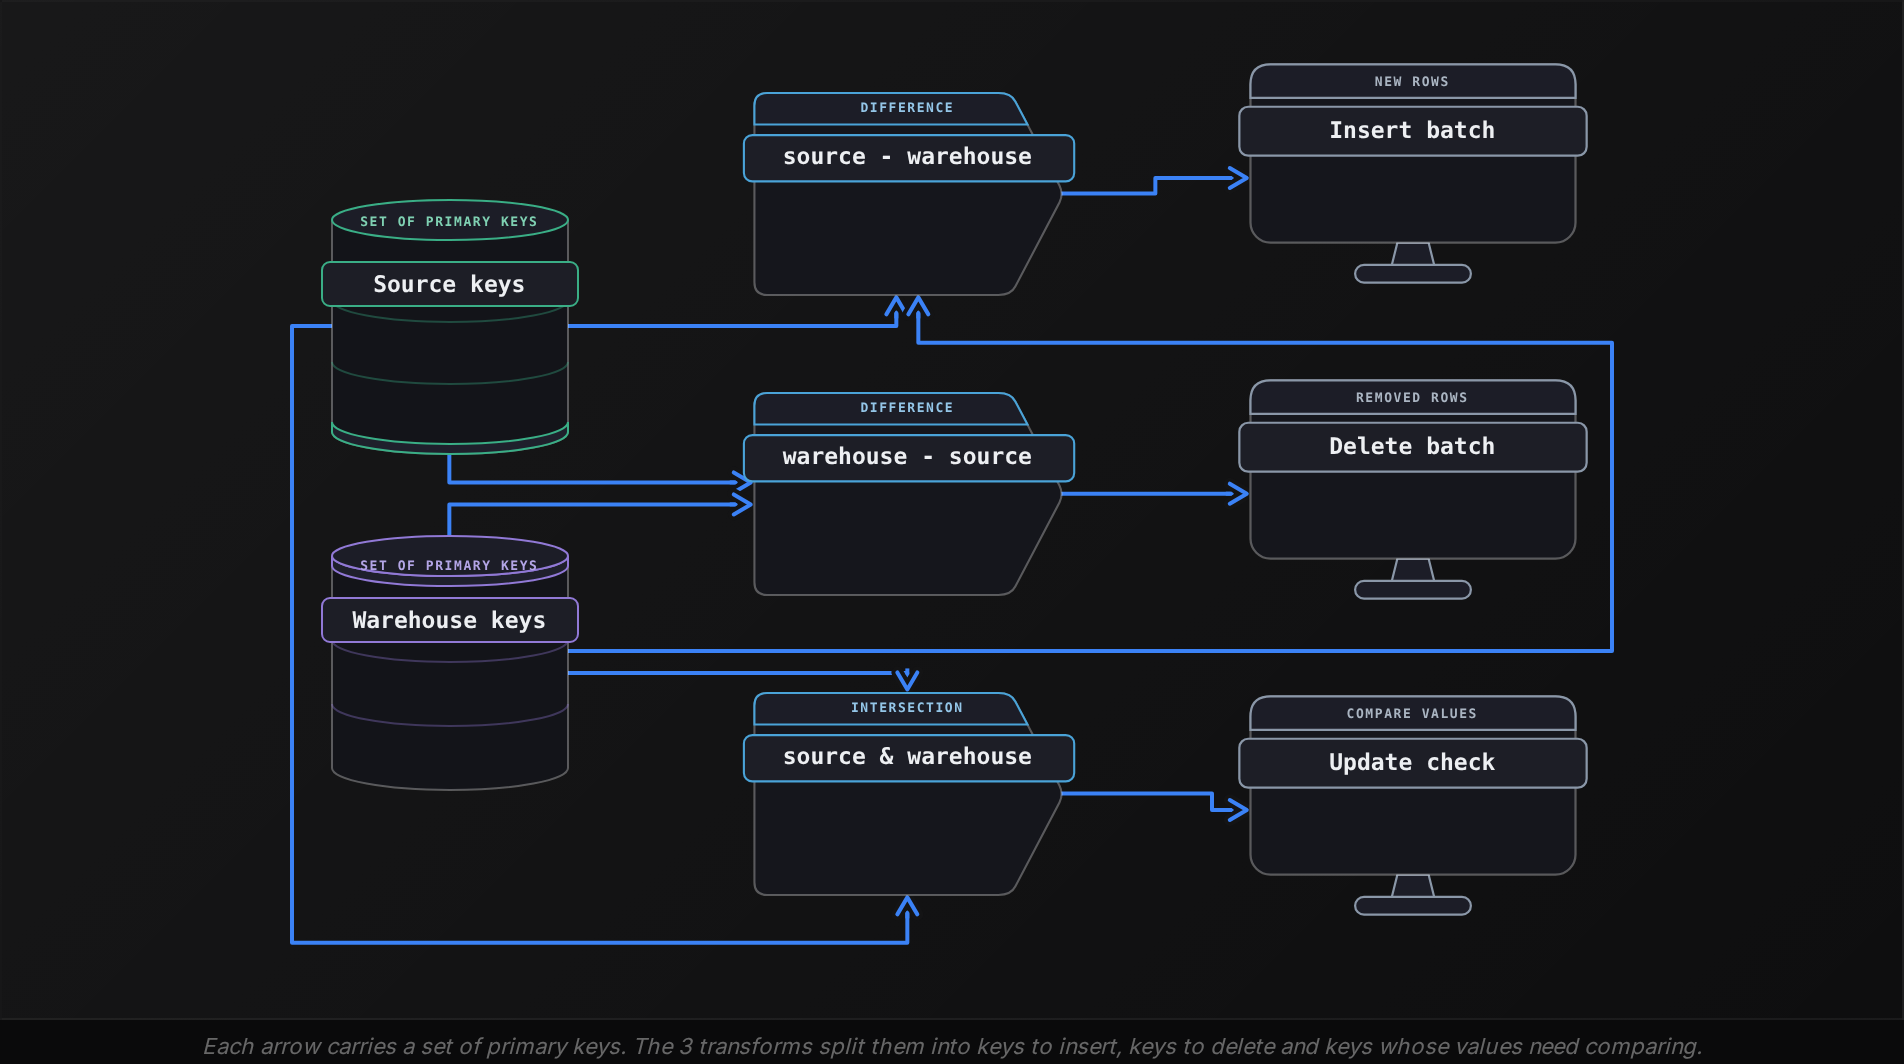 SET OF PRIMARY KEYS
Source keys
SET OF PRIMARY KEYS
Warehouse keys
DIFFERENCE
source - warehouse
DIFFERENCE
warehouse - source
INTERSECTION
source & warehouse
NEW ROWS
Insert batch
REMOVED ROWS
Delete batch
COMPARE VALUES
Update check
Each arrow carries a set of primary keys. The 3 transforms split them into keys to insert, keys to delete and keys whose values need comparing.